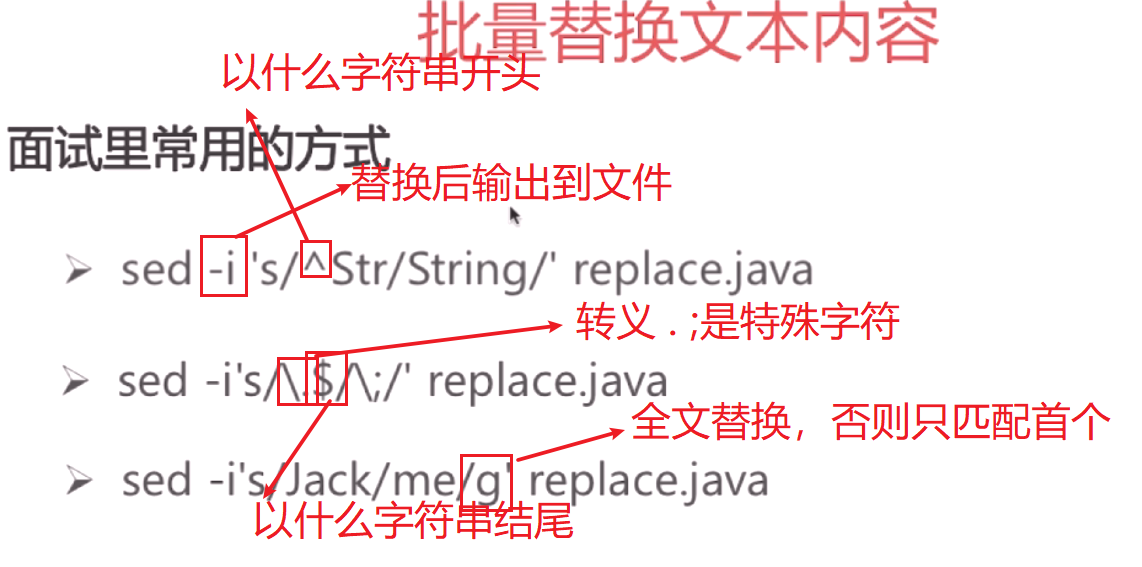 批量替换文本内容
以什么字符串开头
面试里常用的方式
替换后输出到文件
➢ sed -i 's/^Str/String/' replace.java
转义 . ;是特殊字符
➢ sed -i's/\.$/\;/' replace.java
全文替换，否则只匹配首个
➢ sed -i's/Jack/me/g' replace.java
以什么字符串结尾